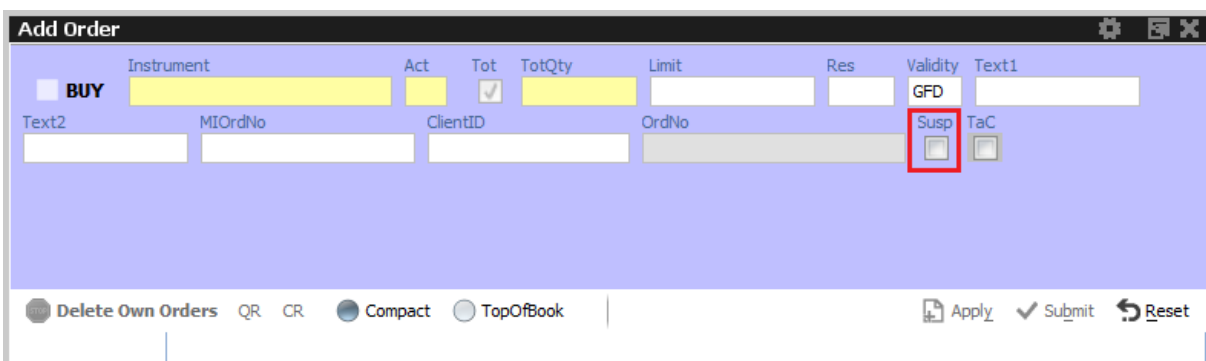 Add Order
Instrument Act Tot TotQty Limit Res Validity Text1
BUY GFD
Text2 MIOrdNo ClientID OrdNo Susp TaC
Delete Own Orders QR CR Compact TopOfBook Apply Submit Reset